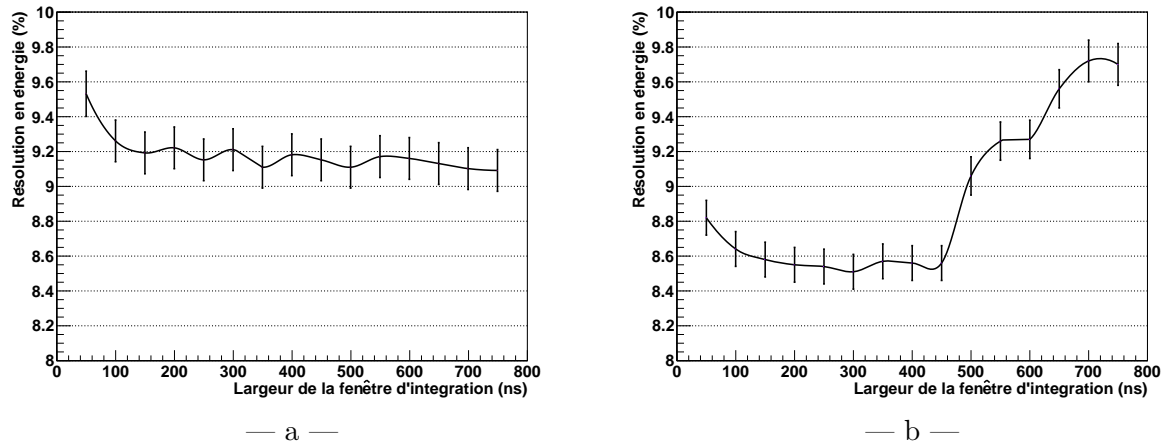 Résolution en énergie (%)
10
9.8
9.6
9.4
9.2
9
8.8
8.6
8.4
8.2
8
0 100 200 300 400 500 600 700 800
Largeur de la fenêtre d'integration (ns)
— a —
Résolution en énergie (%)
10
9.8
9.6
9.4
9.2
9
8.8
8.6
8.4
8.2
8
0 100 200 300 400 500 600 700 800
Largeur de la fenêtre d'integration (ns)
— b —